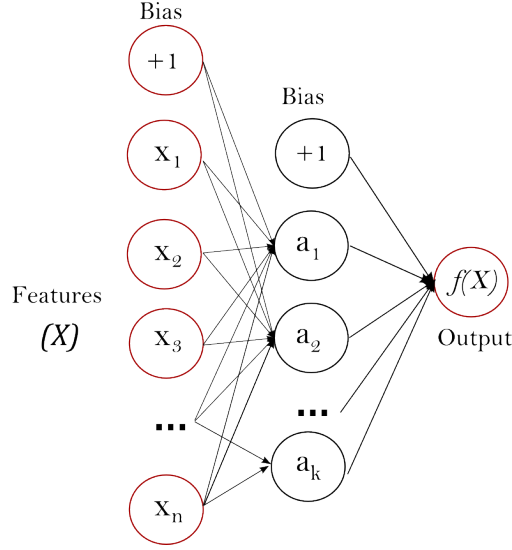 Bias
+1
x1
x2
x3
...
xn
Features
(X)
Bias
+1
a1
a2
...
ak
f(X)
Output